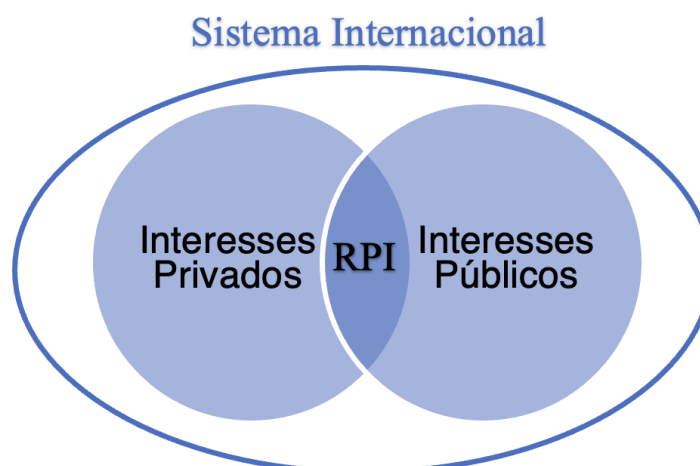 Sistema Internacional
Interesses
Privados
RPI
Interesses
Públicos